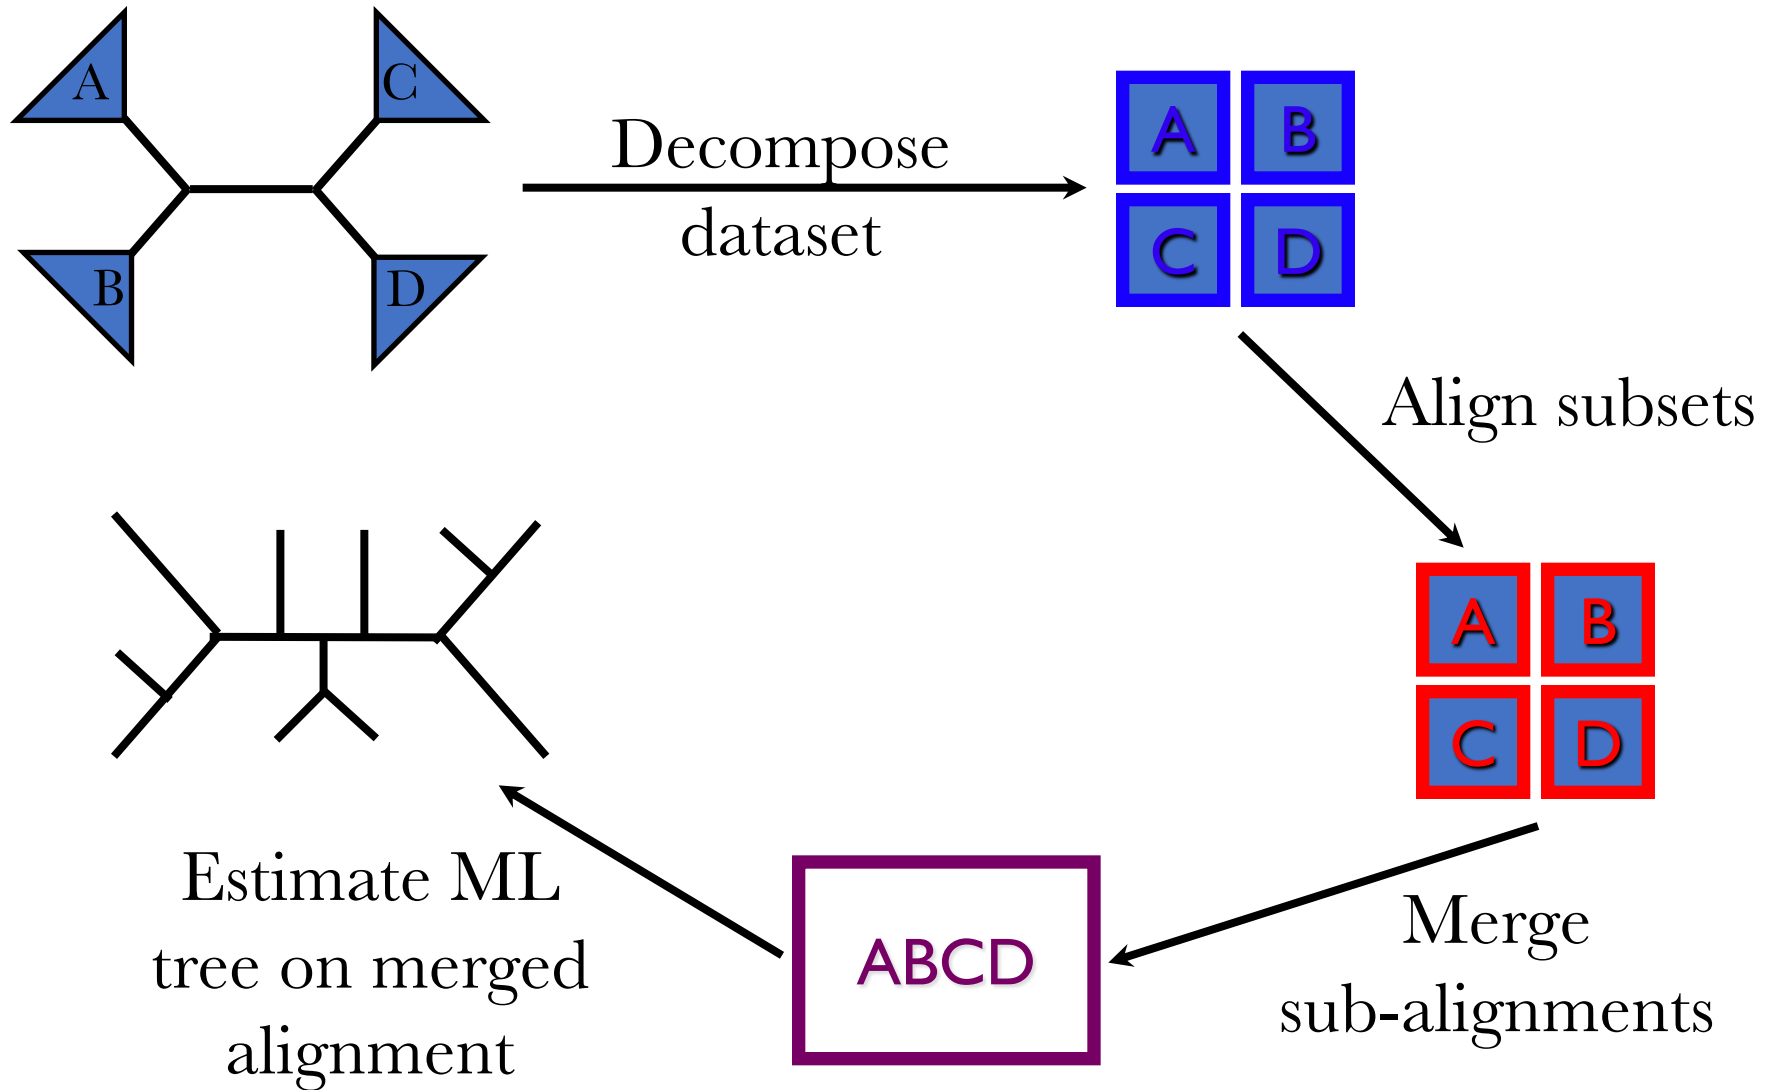 A
C
B
D
Decompose
dataset
A B
C D
Align subsets
A B
C D
Merge
sub-alignments
ABCD
Estimate ML
tree on merged
alignment